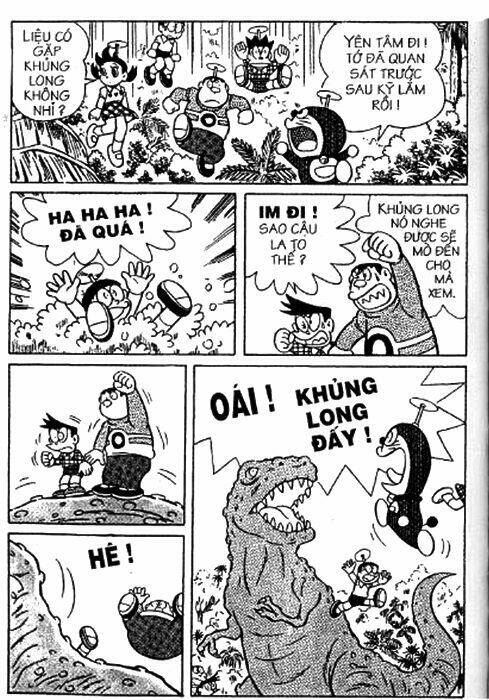 LIỆU CÓ
GẶP
KHỦNG
LONG
KHÔNG
NHỈ ?
YÊN TÂM ĐI !
TỚ ĐÃ QUAN
SÁT TRƯỚC
SAU KỸ LẮM
RỒI !
HA HA HA !
ĐÃ QUÁ !
IM ĐI !
SAO CẬU
LA TO
THẾ ?
KHỦNG LONG
NÓ NGHE
ĐƯỢC SẼ
MÒ ĐẾN
CHO
MÀ
XEM.
OÁI !
KHỦNG
LONG
ĐẤY !
HÊ !